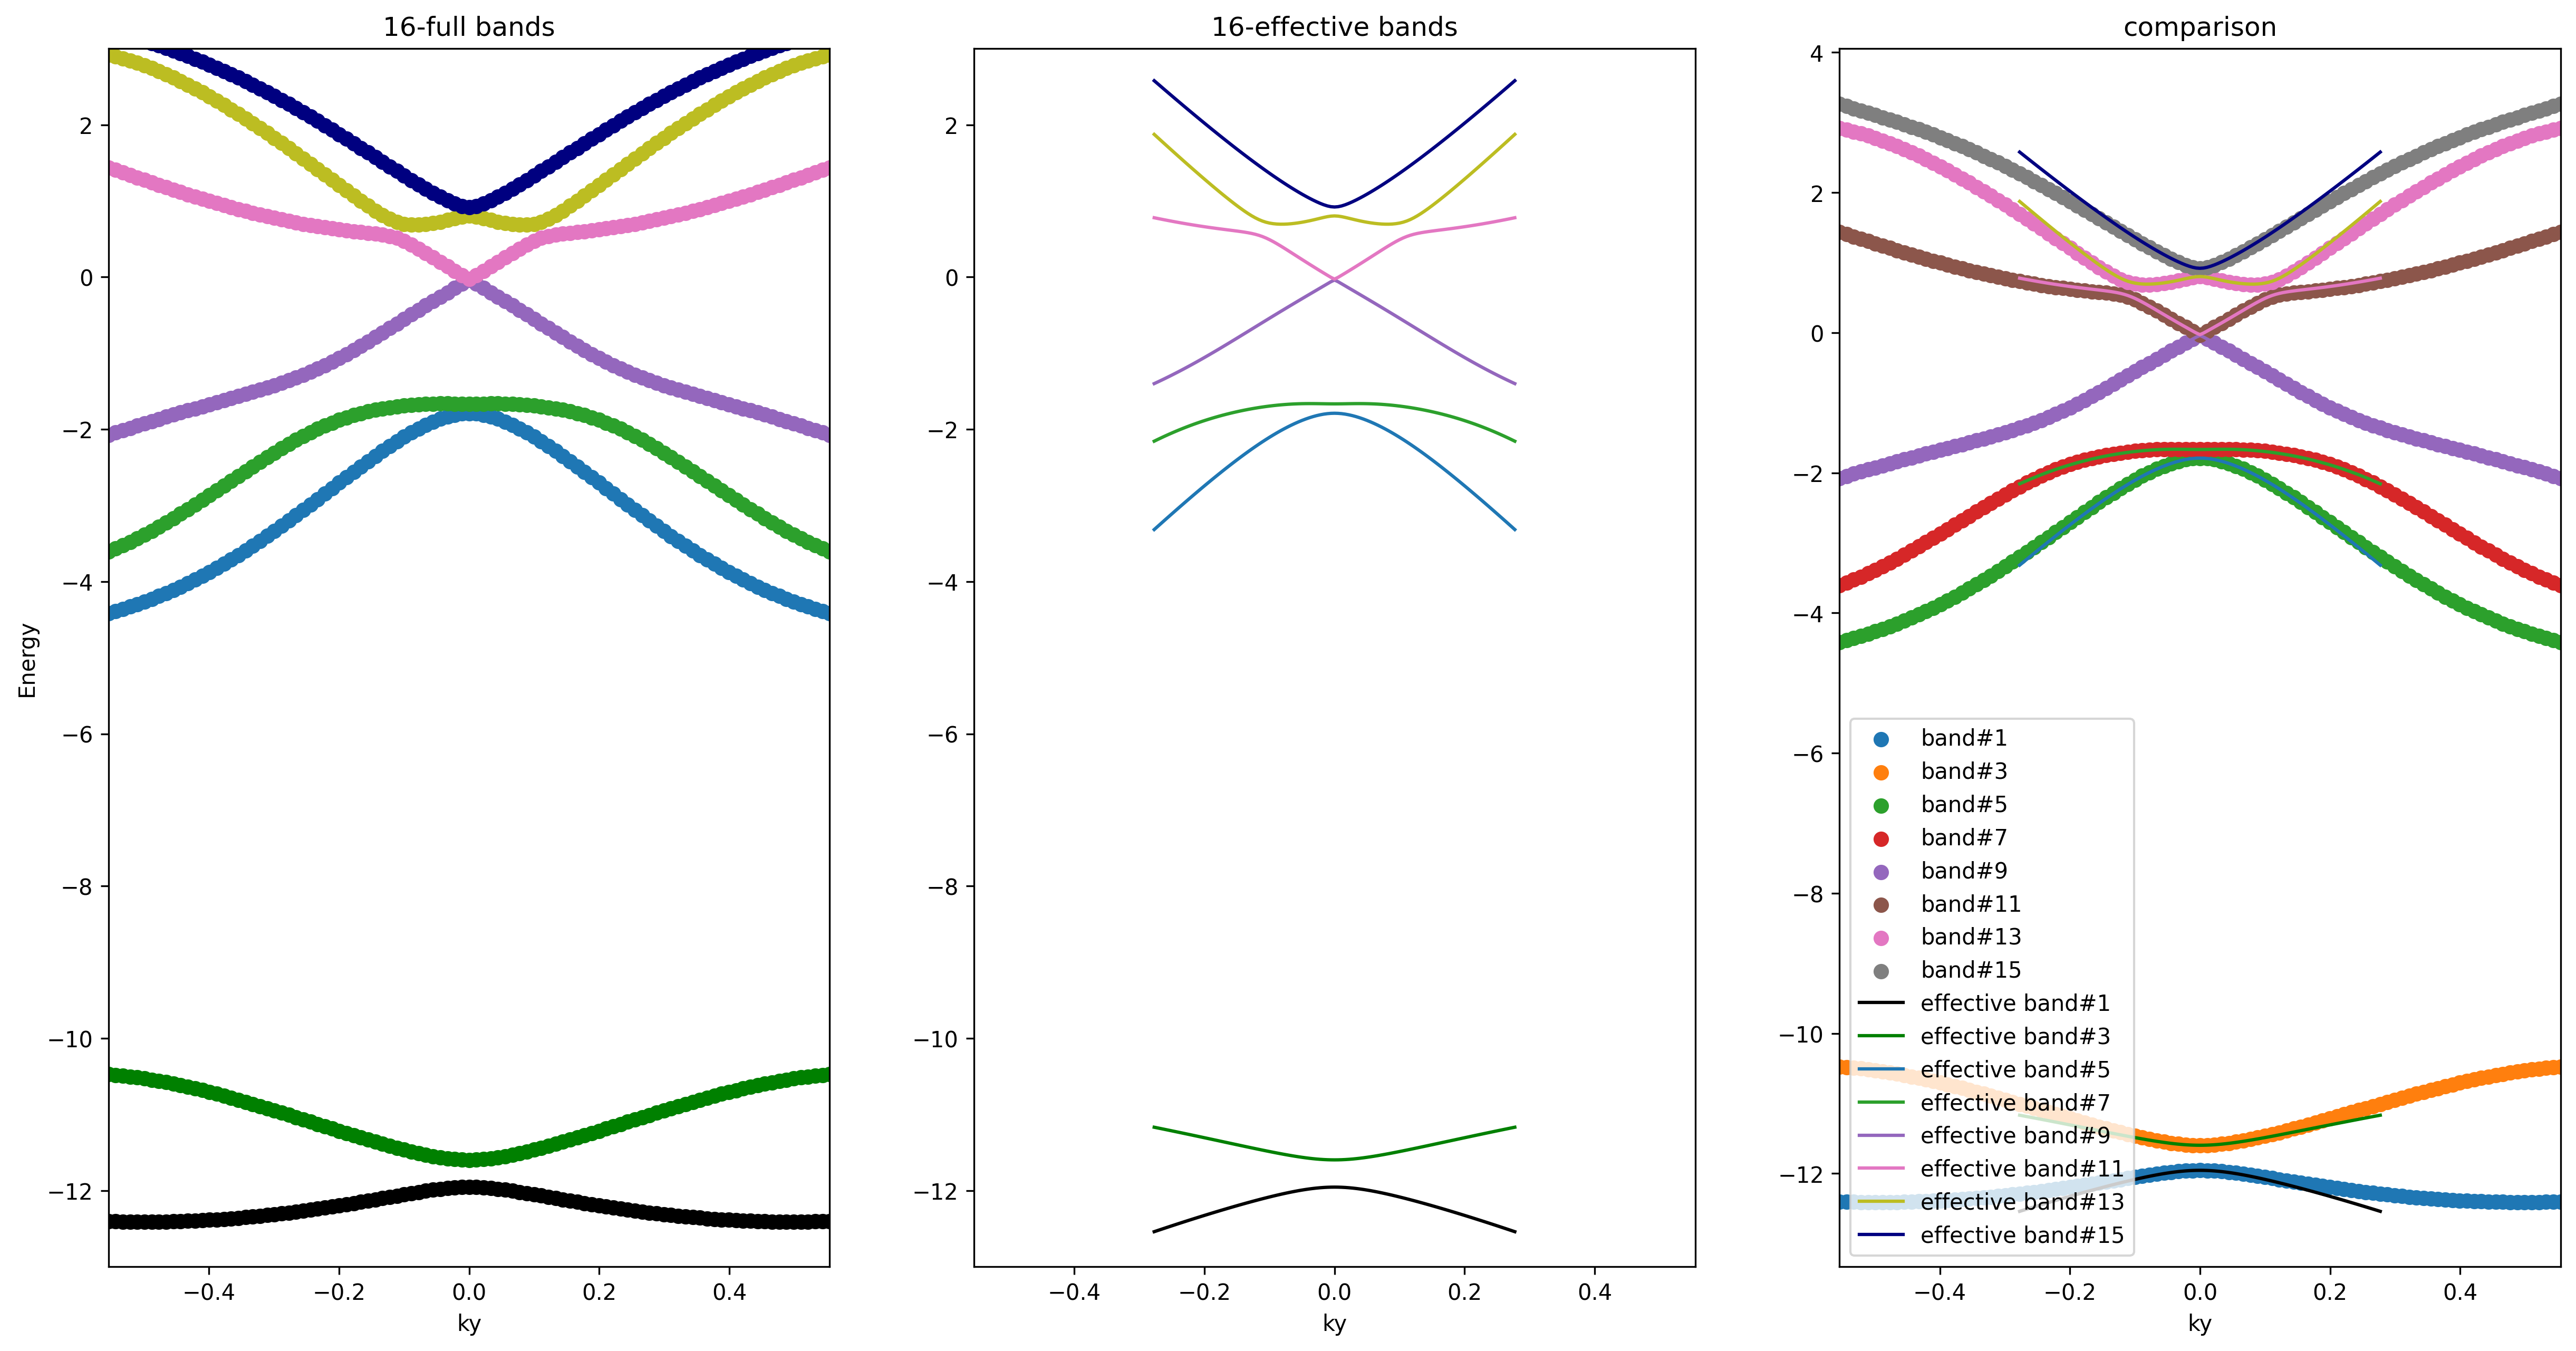 16-full bands
16-effective bands
comparison
Energy
2
0
−2
−4
−6
−8
−10
−12
−0.4
−0.2
0.0
0.2
0.4
ky
2
0
−2
−4
−6
−8
−10
−12
−0.4
−0.2
0.0
0.2
0.4
ky
4
2
0
−2
−4
−6
−8
−10
−12
−0.4
−0.2
0.0
0.2
0.4
ky
band#1
band#3
band#5
band#7
band#9
band#11
band#13
band#15
effective band#1
effective band#3
effective band#5
effective band#7
effective band#9
effective band#11
effective band#13
effective band#15